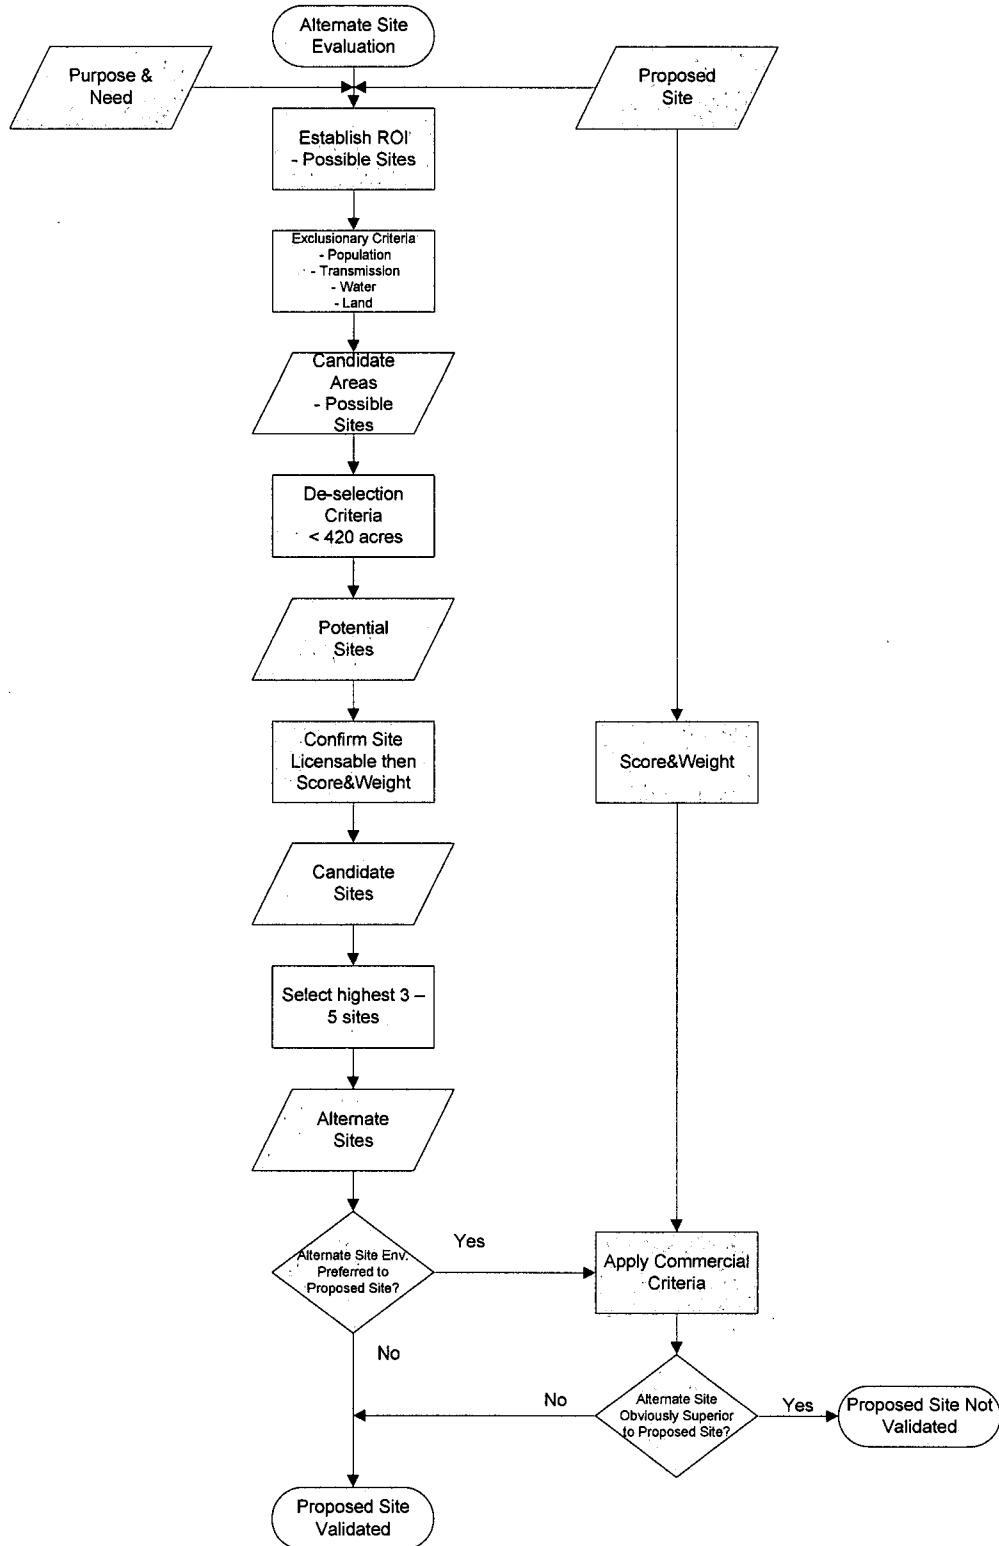 Alternate Site
Evaluation
Purpose &
Need
Proposed
Site
Establish ROI
- Possible Sites
Exclusionary Criteria
- Population
- Transmission
- Water
- Land
Candidate
Areas
- Possible
Sites
De-selection
Criteria
< 420 acres
Potential
Sites
Confirm Site
Licensable then
Score&Weight
Score&Weight
Candidate
Sites
Select highest 3 –
5 sites
Alternate
Sites
Alternate Site Env.
Preferred to
Proposed Site?
Yes
Apply Commercial
Criteria
No
Alternate Site
Obviously Superior
to Proposed Site?
No
Yes
Proposed Site Not
Validated
Proposed Site
Validated